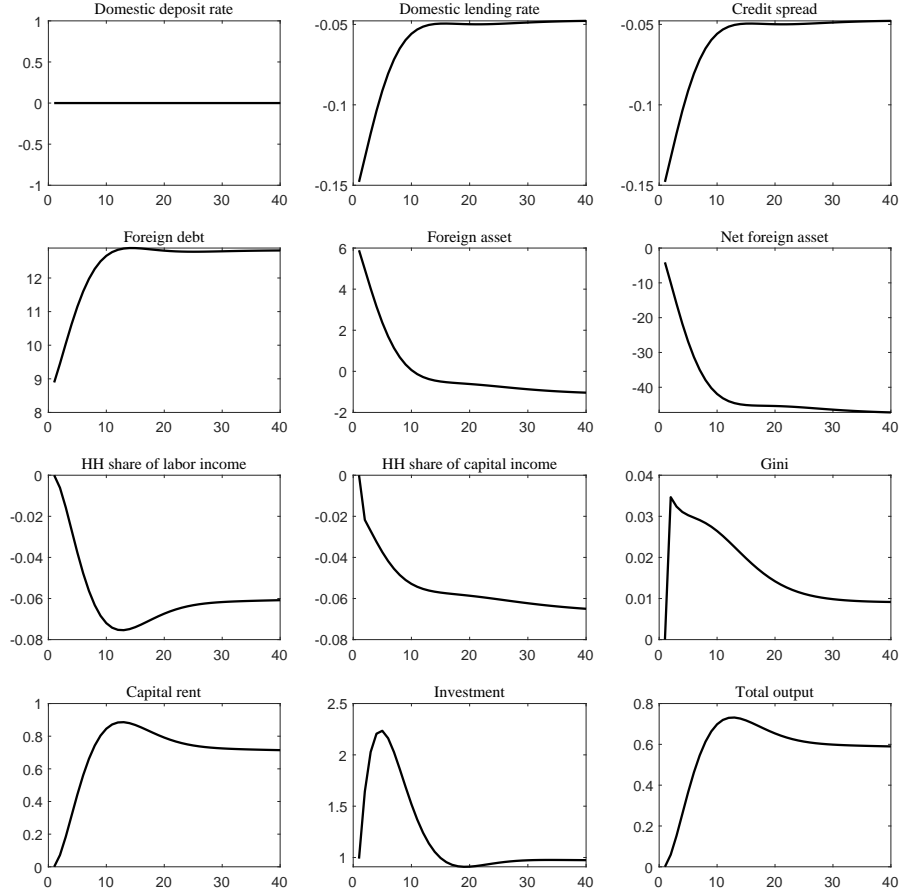 Domestic deposit rate
1
0.5
0
-0.5
-1
0 10 20 30 40
Domestic lending rate
-0.05
-0.1
-0.15
0 10 20 30 40
Credit spread
-0.05
-0.1
-0.15
0 10 20 30 40
Foreign debt
12
11
10
9
8
0 10 20 30 40
Foreign asset
6
4
2
0
-2
0 10 20 30 40
Net foreign asset
0
-10
-20
-30
-40
0 10 20 30 40
HH share of labor income
0
-0.02
-0.04
-0.06
-0.08
0 10 20 30 40
HH share of capital income
0
-0.02
-0.04
-0.06
-0.08
0 10 20 30 40
Gini
0.04
0.03
0.02
0.01
0
0 10 20 30 40
Capital rent
1
0.8
0.6
0.4
0.2
0
0 10 20 30 40
Investment
2.5
2
1.5
1
0 10 20 30 40
Total output
0.8
0.6
0.4
0.2
0
0 10 20 30 40